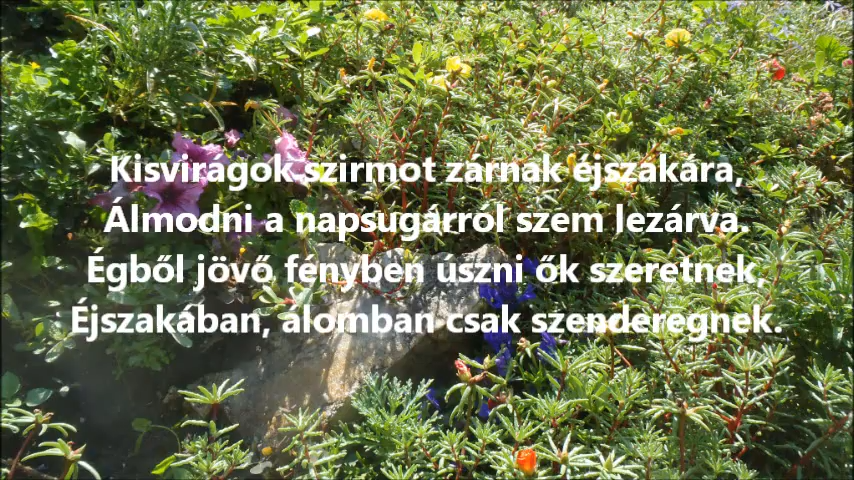 Kisvirágok szirmot zárnak éjszakára,
Álmodni a napsugárról szem lezárva.
Égből jövő fényben úszni ők szeretnek,
Éjszakában, álomban csak szenderegnek.